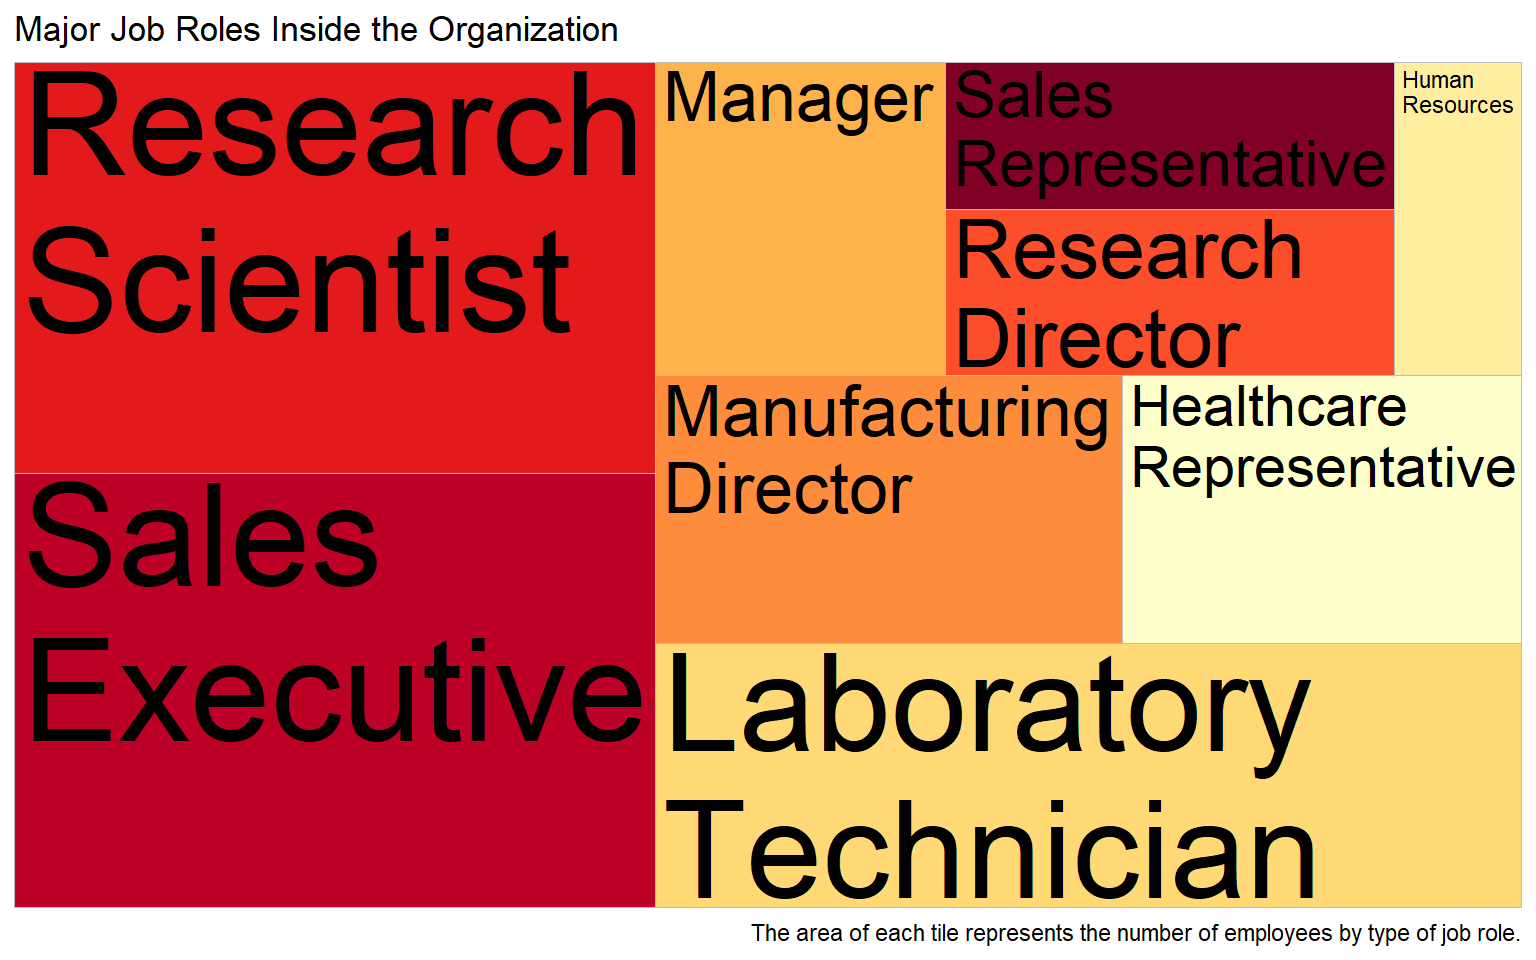 Major Job Roles Inside the Organization
Research
Scientist
Sales
Executive
Manager
Sales
Representative
Research
Director
Human
Resources
Manufacturing
Director
Healthcare
Representative
Laboratory
Technician
The area of each tile represents the number of employees by type of job role.